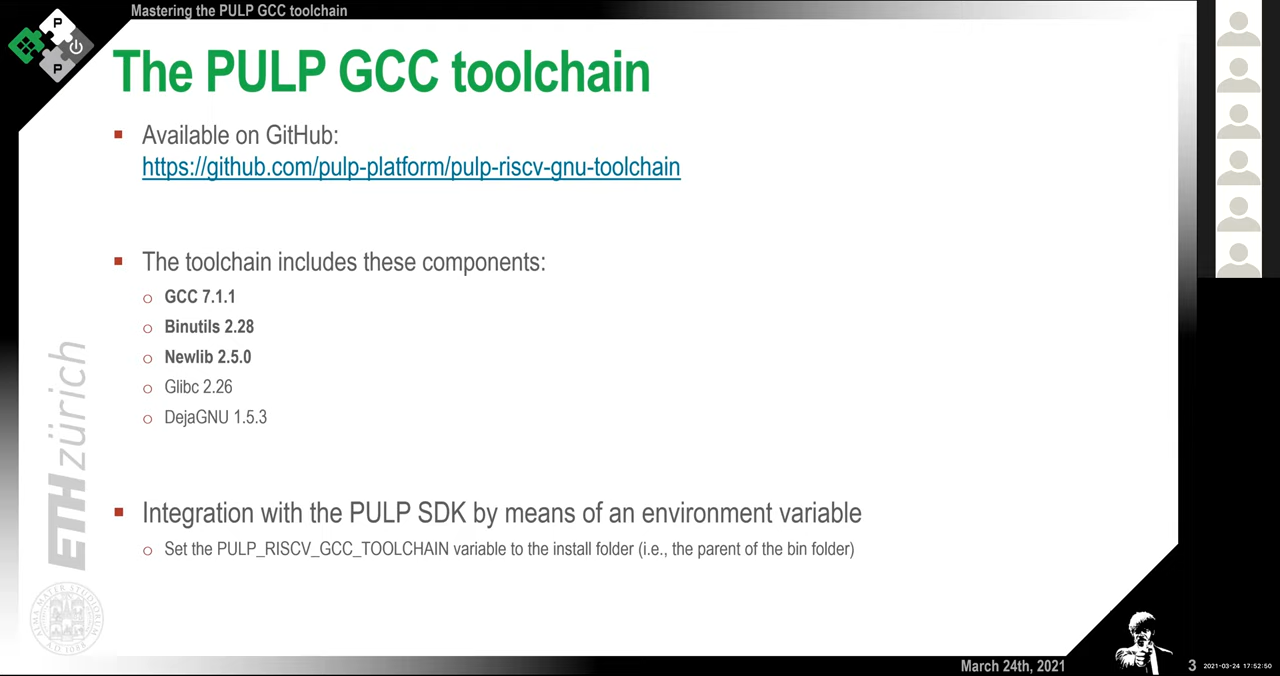 Mastering the PULP GCC toolchain
P
P
The PULP GCC toolchain
Available on GitHub:
https://github.com/pulp-platform/pulp-riscv-gnu-toolchain
The toolchain includes these components:
GCC 7.1.1
Binutils 2.28
Newlib 2.5.0
Glibc 2.26
DejaGNU 1.5.3
Integration with the PULP SDK by means of an environment variable
Set the PULP_RISCV_GCC_TOOLCHAIN variable to the install folder (i.e., the parent of the bin folder)
ETH zürich
ALMA MATER STUDIORUM
A.D. 1088
March 24th, 2021
3
2021-03-24 17:52:50